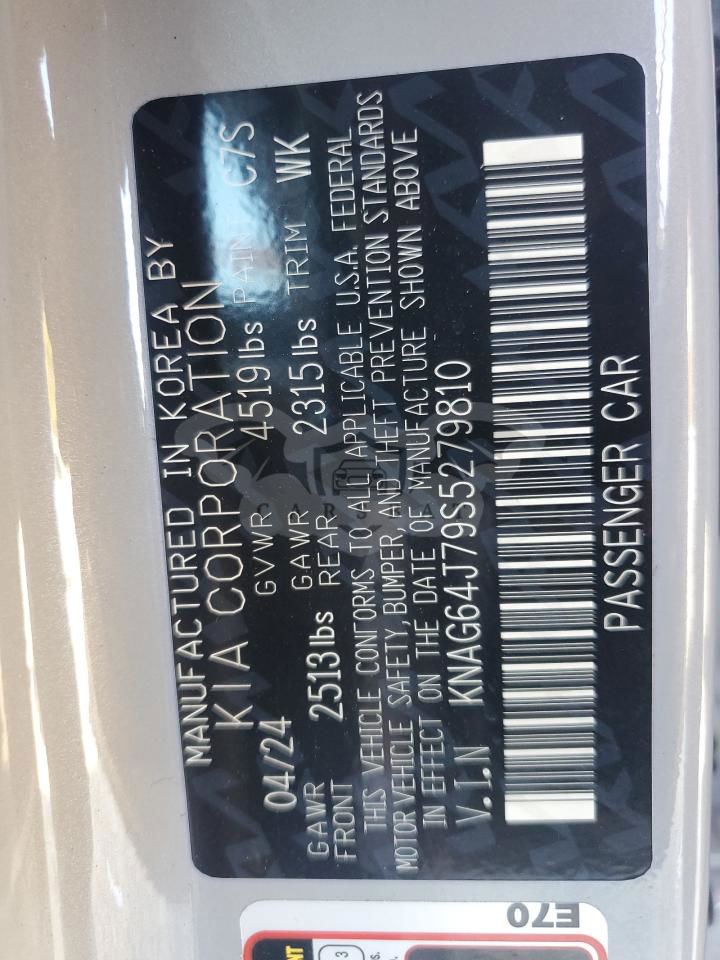 MANUFACTURED IN KOREA BY
KIA CORPORATION
04/24 GVWR 4519lbs PAINT C7S
GAWR FRONT 2513lbs GAWR REAR 2315lbs TRIM WK
THIS VEHICLE CONFORMS TO ALL APPLICABLE U.S.A. FEDERAL
MOTOR VEHICLE SAFETY, BUMPER, AND THEFT PREVENTION STANDARDS
IN EFFECT ON THE DATE OF MANUFACTURE SHOWN ABOVE
V.I.N KNAG64J79S5279810
PASSENGER CAR
E70
3